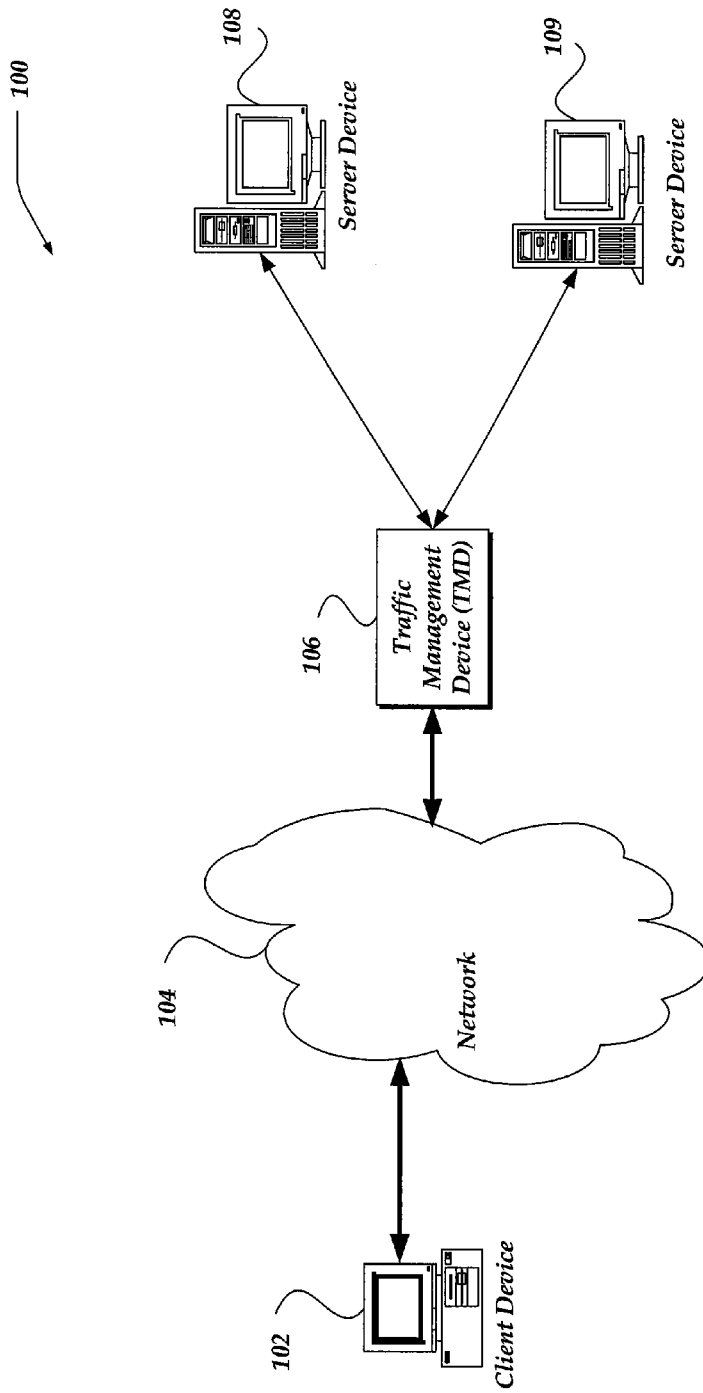 100
108
Server Device
109
Server Device
106
Traffic
Management
Device (TMD)
104
Network
102
Client Device